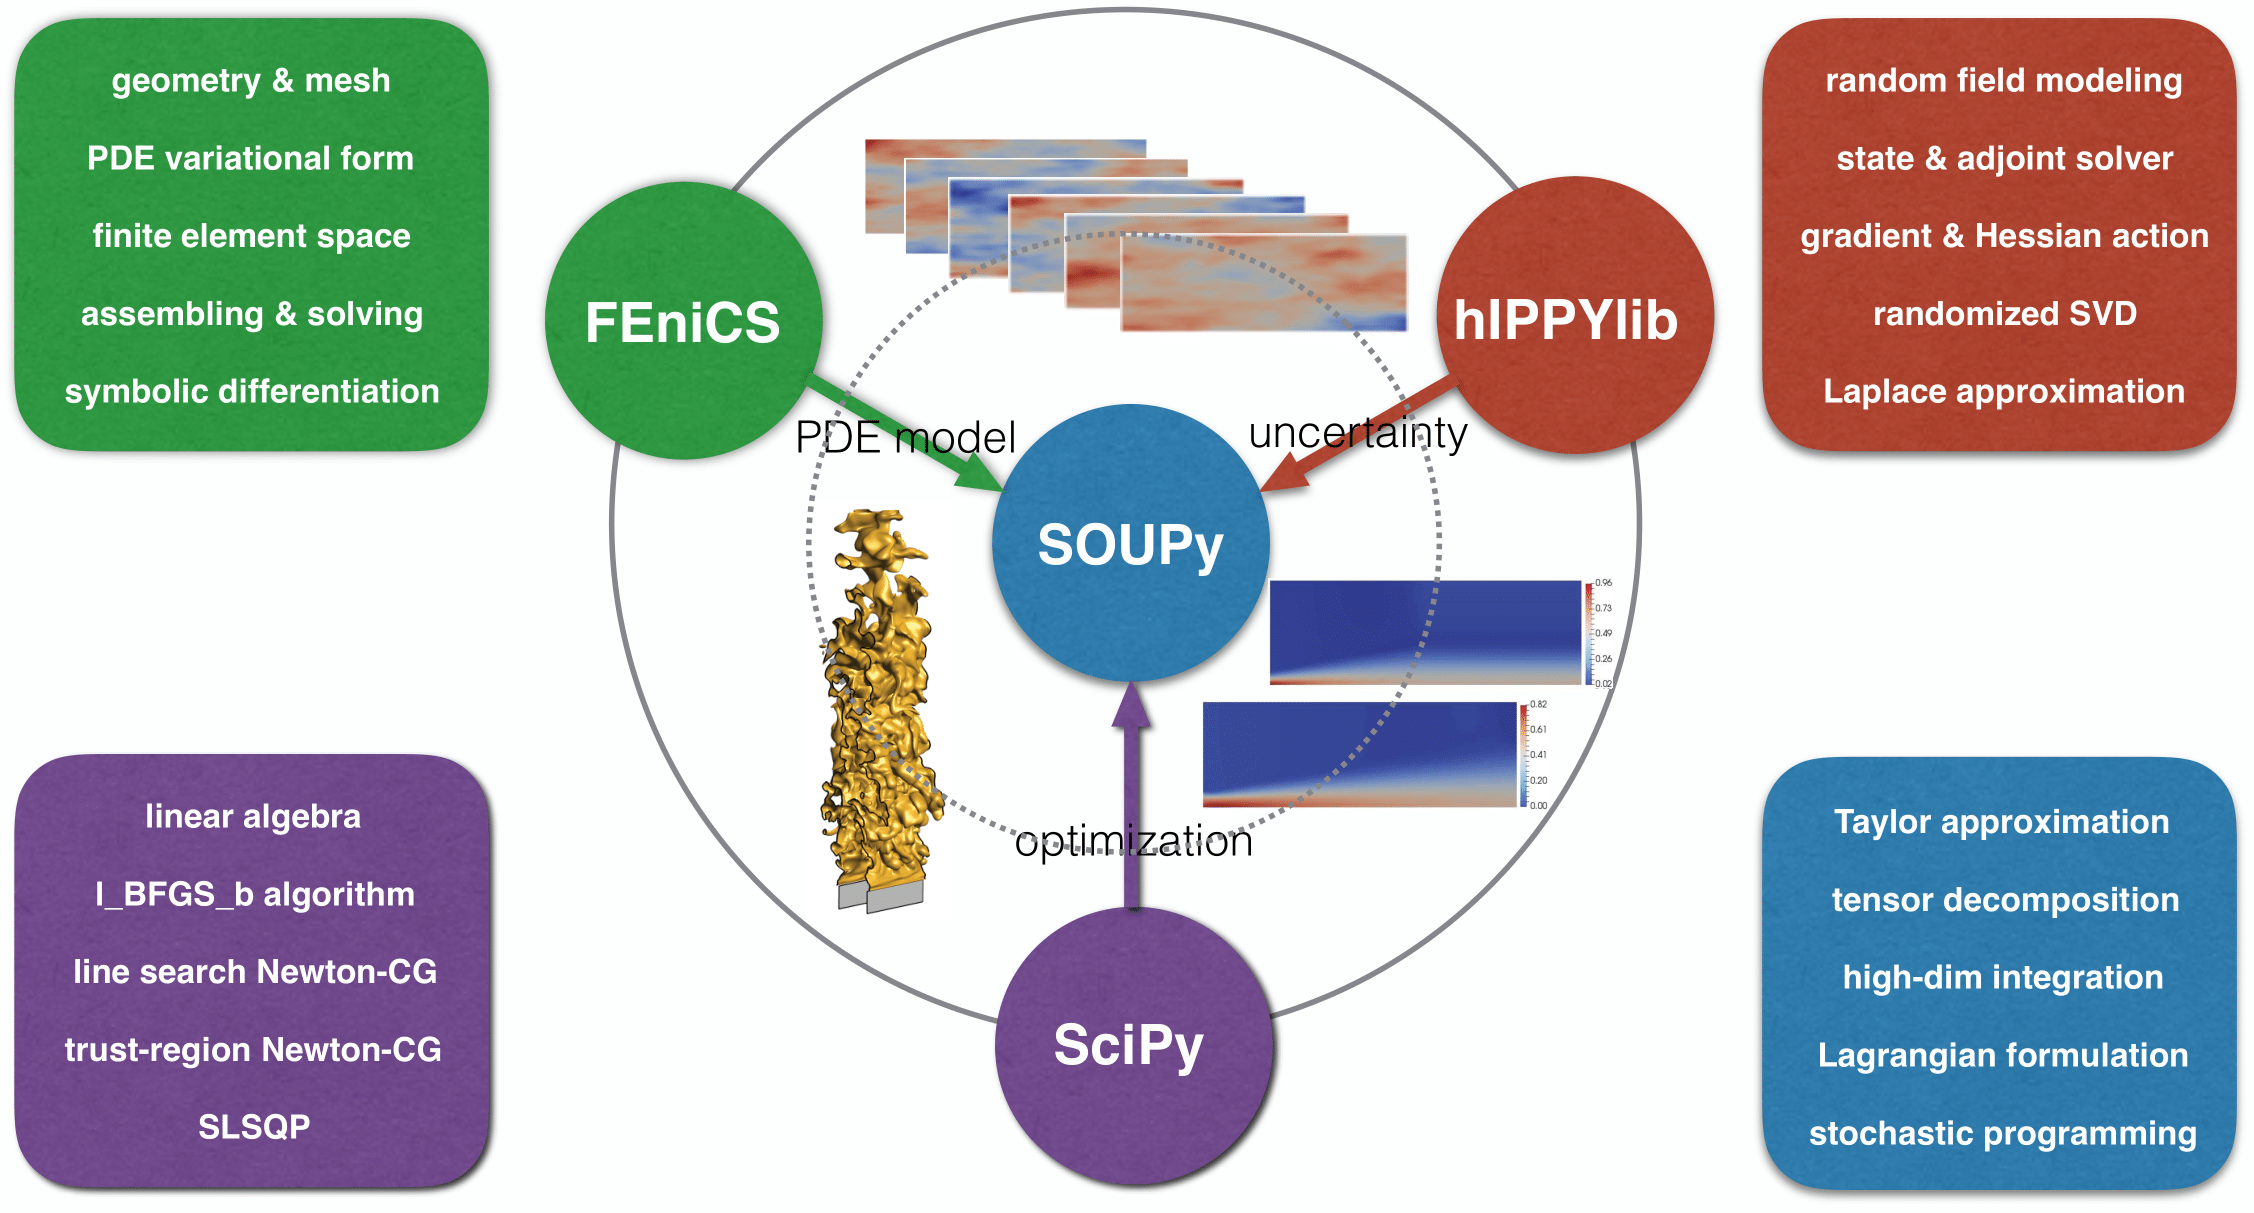 geometry & mesh
PDE variational form
finite element space
assembling & solving
symbolic differentiation
random field modeling
state & adjoint solver
gradient & Hessian action
randomized SVD
Laplace approximation
FEniCS
hIPPYlib
PDE model
uncertainty
SOUPy
0.96
0.73
0.49
0.26
0.02
0.82
0.61
0.41
0.20
0.00
optimization
SciPy
linear algebra
l_BFGS_b algorithm
line search Newton-CG
trust-region Newton-CG
SLSQP
Taylor approximation
tensor decomposition
high-dim integration
Lagrangian formulation
stochastic programming